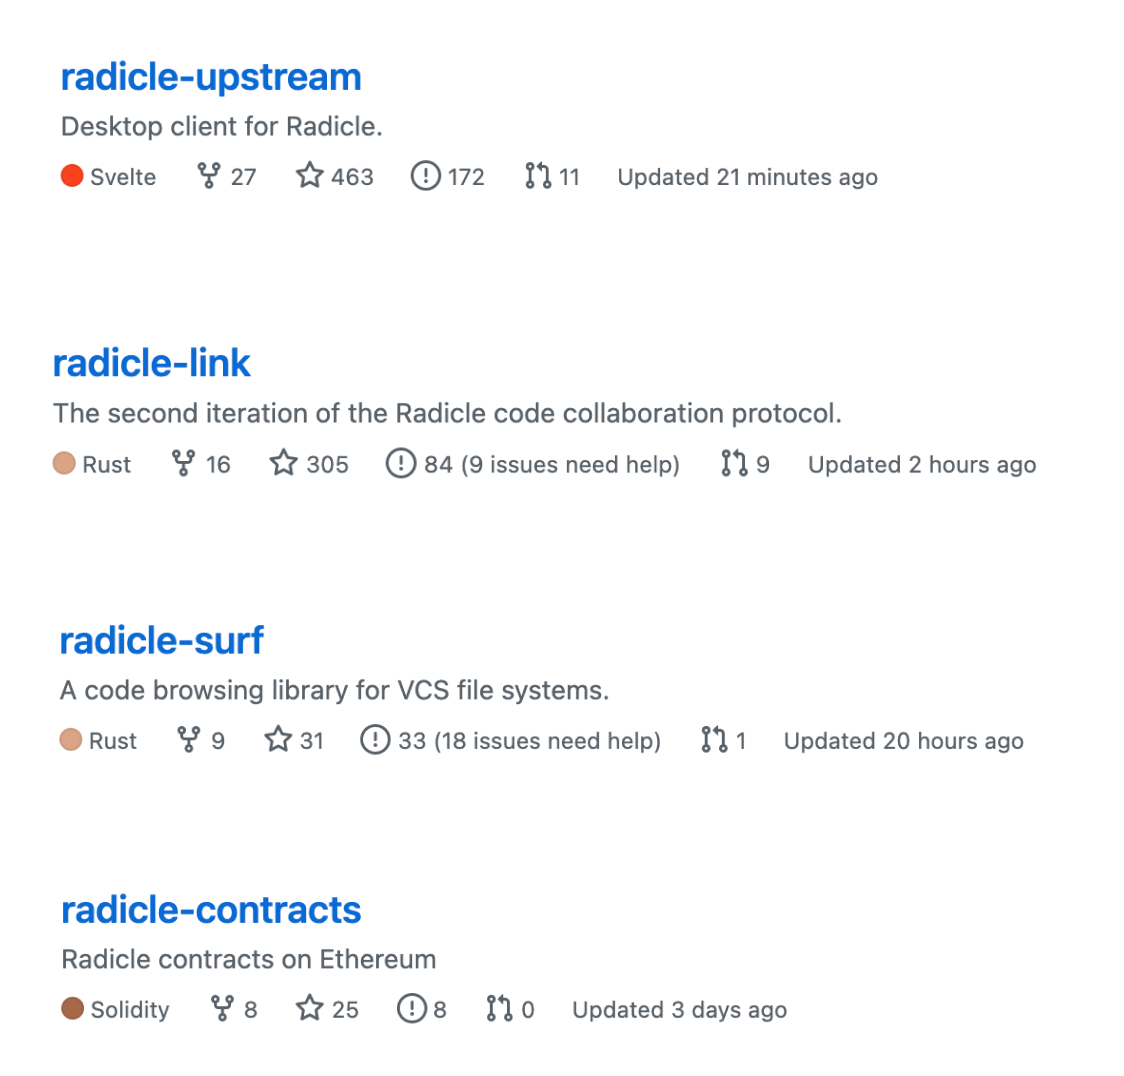 radicle-upstream
Desktop client for Radicle.
Svelte 27 463 172 11 Updated 21 minutes ago
radicle-link
The second iteration of the Radicle code collaboration protocol.
Rust 16 305 84 (9 issues need help) 9 Updated 2 hours ago
radicle-surf
A code browsing library for VCS file systems.
Rust 9 31 33 (18 issues need help) 1 Updated 20 hours ago
radicle-contracts
Radicle contracts on Ethereum
Solidity 8 25 8 0 Updated 3 days ago